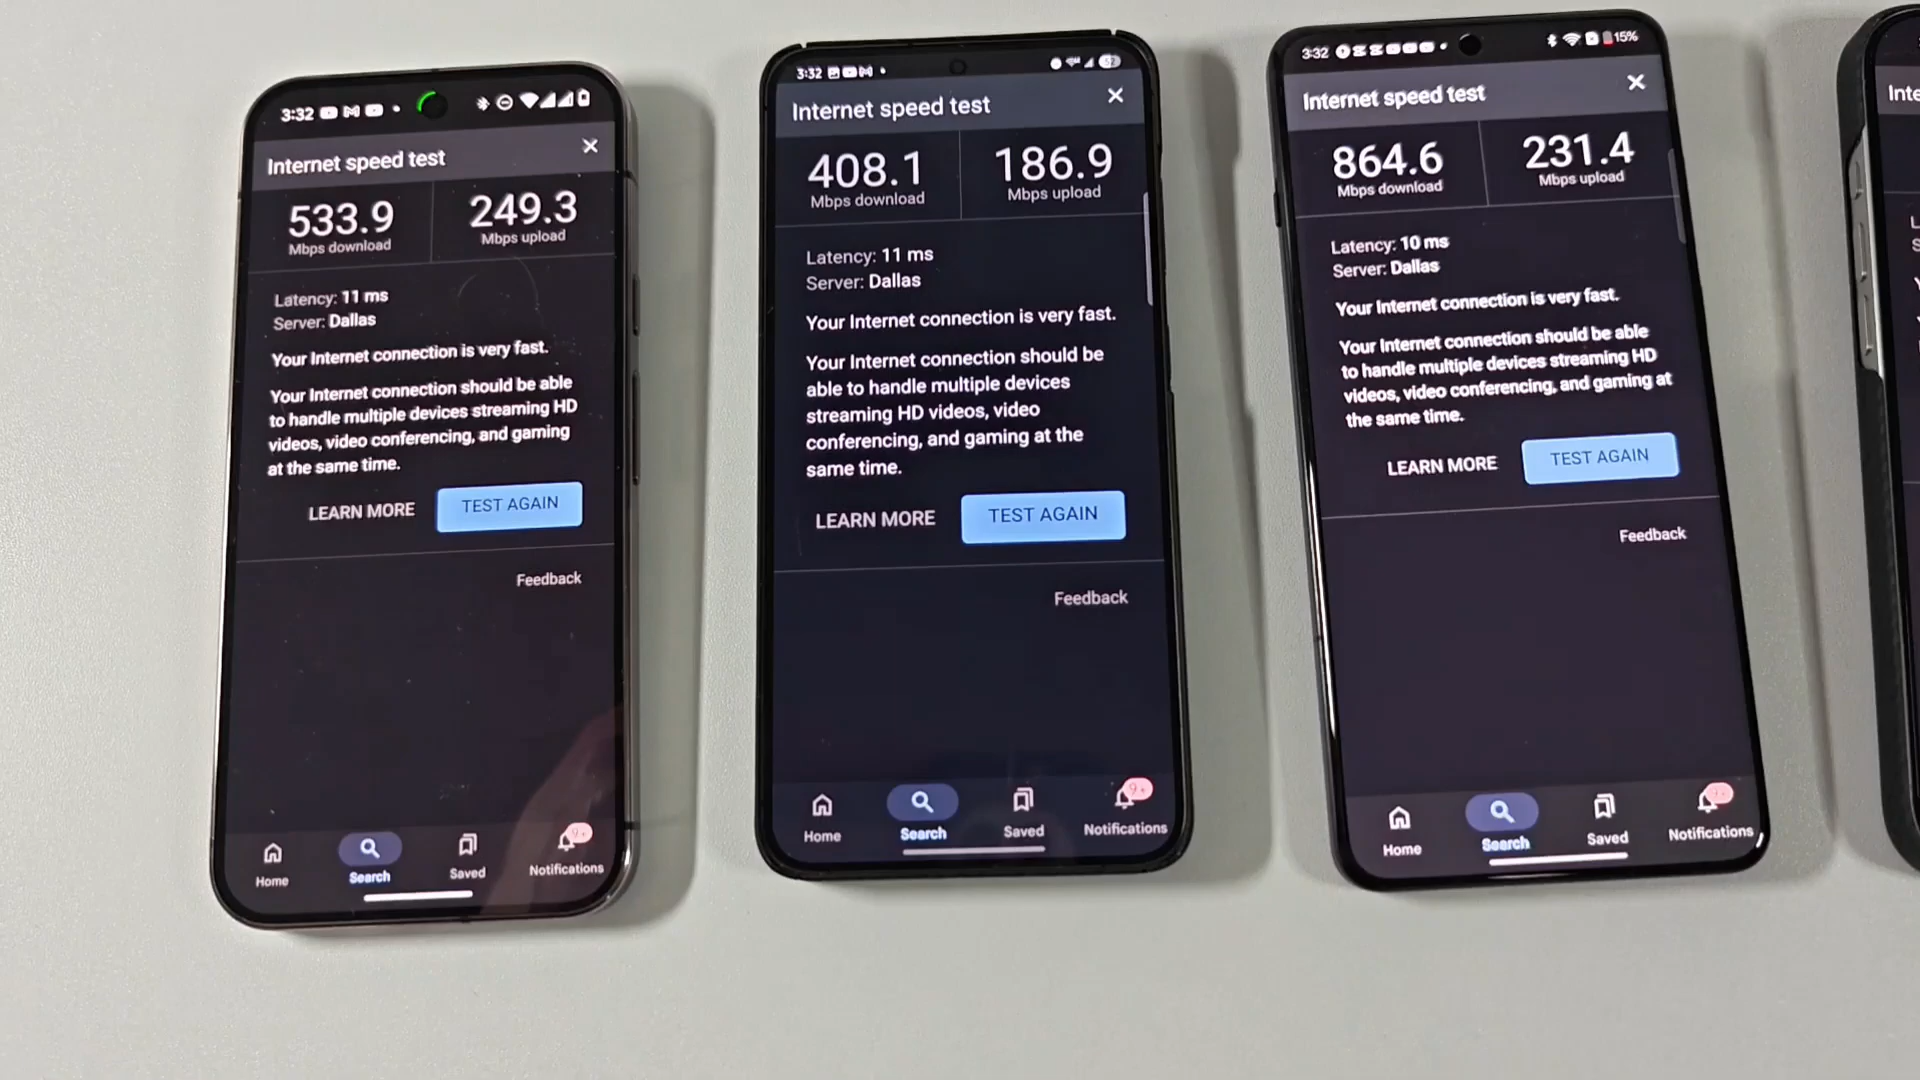 3:32
Internet speed test
533.9
Mbps download
249.3
Mbps upload
Latency: 11 ms
Server: Dallas
Your Internet connection is very fast.
Your Internet connection should be able
to handle multiple devices streaming HD
videos, video conferencing, and gaming
at the same time.
LEARN MORE
TEST AGAIN
Feedback
Home
Search
Saved
9+
Notifications
3:32
Internet speed test
408.1
Mbps download
186.9
Mbps upload
Latency: 11 ms
Server: Dallas
Your Internet connection is very fast.
Your Internet connection should be
able to handle multiple devices
streaming HD videos, video
conferencing, and gaming at the
same time.
LEARN MORE
TEST AGAIN
Feedback
Home
Search
Saved
9+
Notifications
3:32
15%
Internet speed test
864.6
Mbps download
231.4
Mbps upload
Latency: 10 ms
Server: Dallas
Your Internet connection is very fast.
Your Internet connection should be able
to handle multiple devices streaming HD
videos, video conferencing, and gaming at
the same time.
LEARN MORE
TEST AGAIN
Feedback
Home
Search
Saved
9+
Notifications
Inte